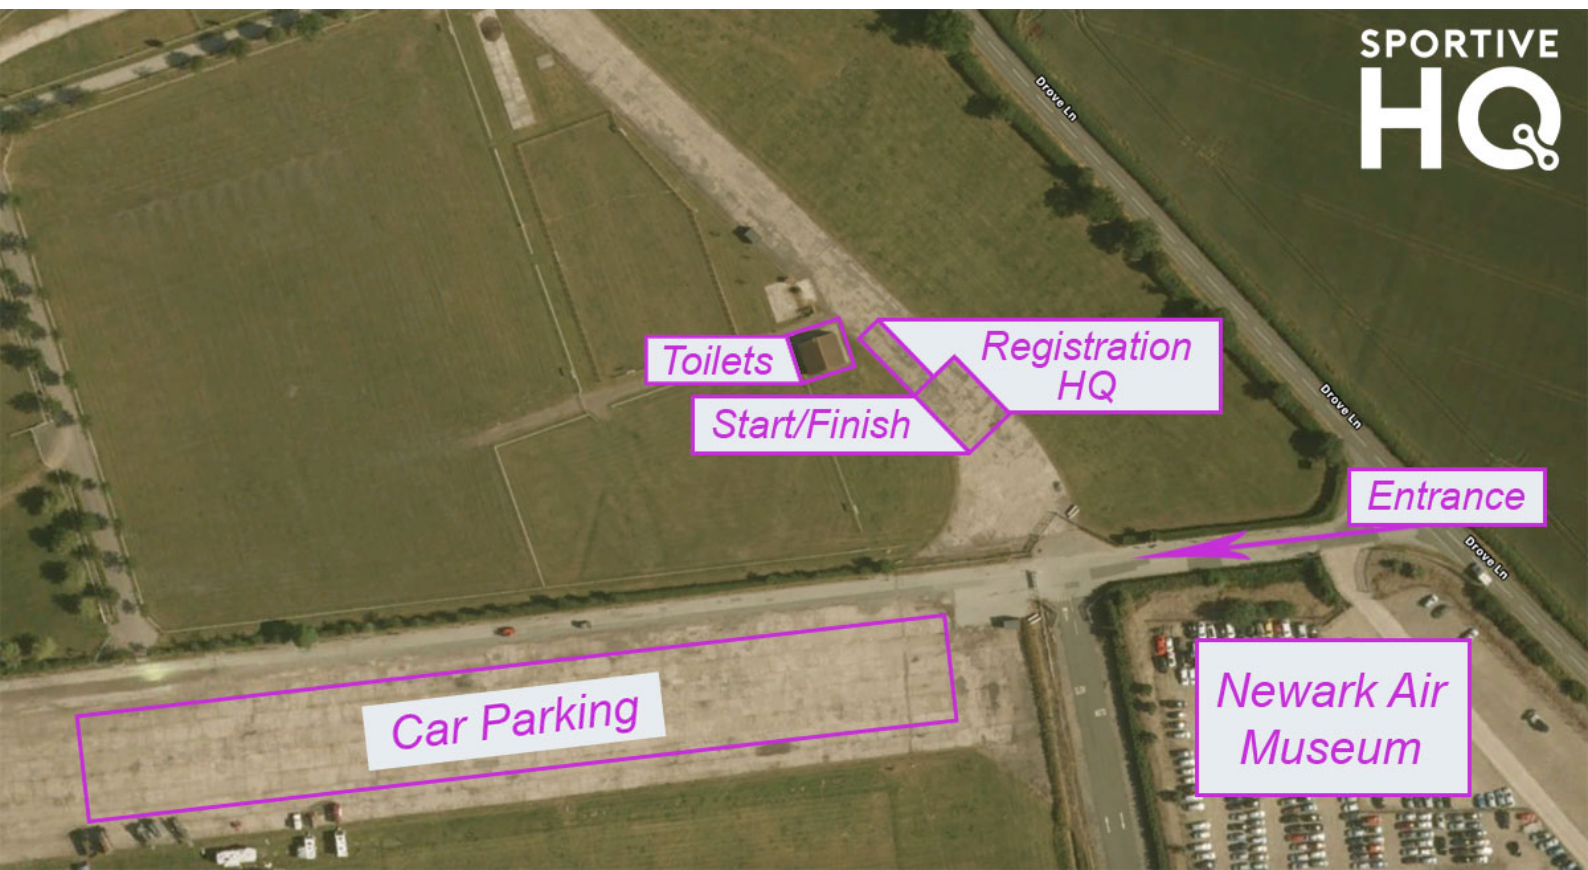 SPORTIVE
HQ
Drove Ln
Registration
HQ
Toilets
Start/Finish
Drove Ln
Entrance
Drove Ln
Newark Air
Museum
Car Parking